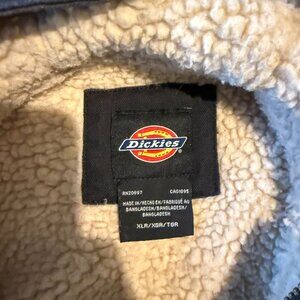 Dickies
RN20697 CA01095
MADE IN/HECHO EN/FABRIQUÉ AU
BANGLADESH/BANGLADESH/
BANGLADESH
XLR/XGR/TGR